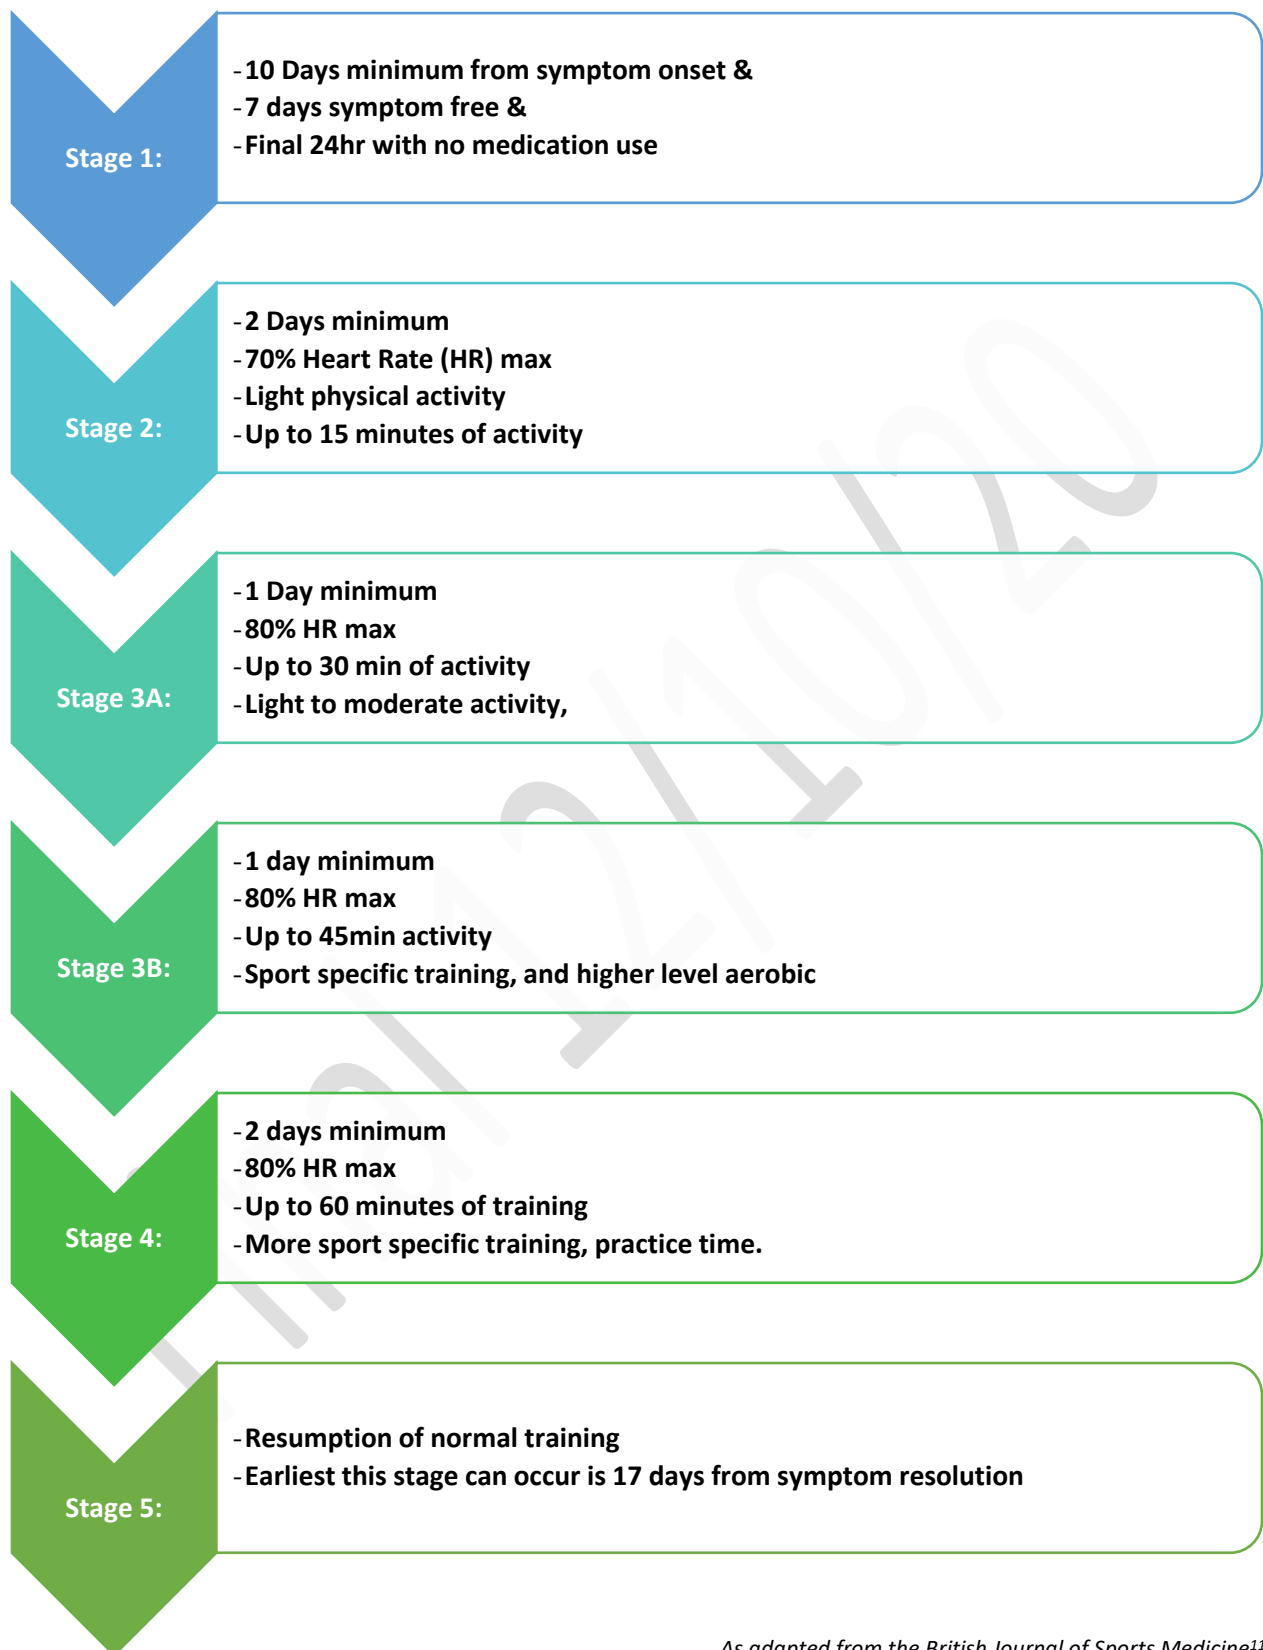 Stage 1:
-10 Days minimum from symptom onset &
-7 days symptom free &
-Final 24hr with no medication use
Stage 2:
-2 Days minimum
-70% Heart Rate (HR) max
-Light physical activity
-Up to 15 minutes of activity
Stage 3A:
-1 Day minimum
-80% HR max
-Up to 30 min of activity
-Light to moderate activity,
Stage 3B:
-1 day minimum
-80% HR max
-Up to 45min activity
-Sport specific training, and higher level aerobic
Stage 4:
-2 days minimum
-80% HR max
-Up to 60 minutes of training
-More sport specific training, practice time.
Stage 5:
-Resumption of normal training
-Earliest this stage can occur is 17 days from symptom resolution
As adapted from the British Journal of Sports Medicine11
Final 12/10/20